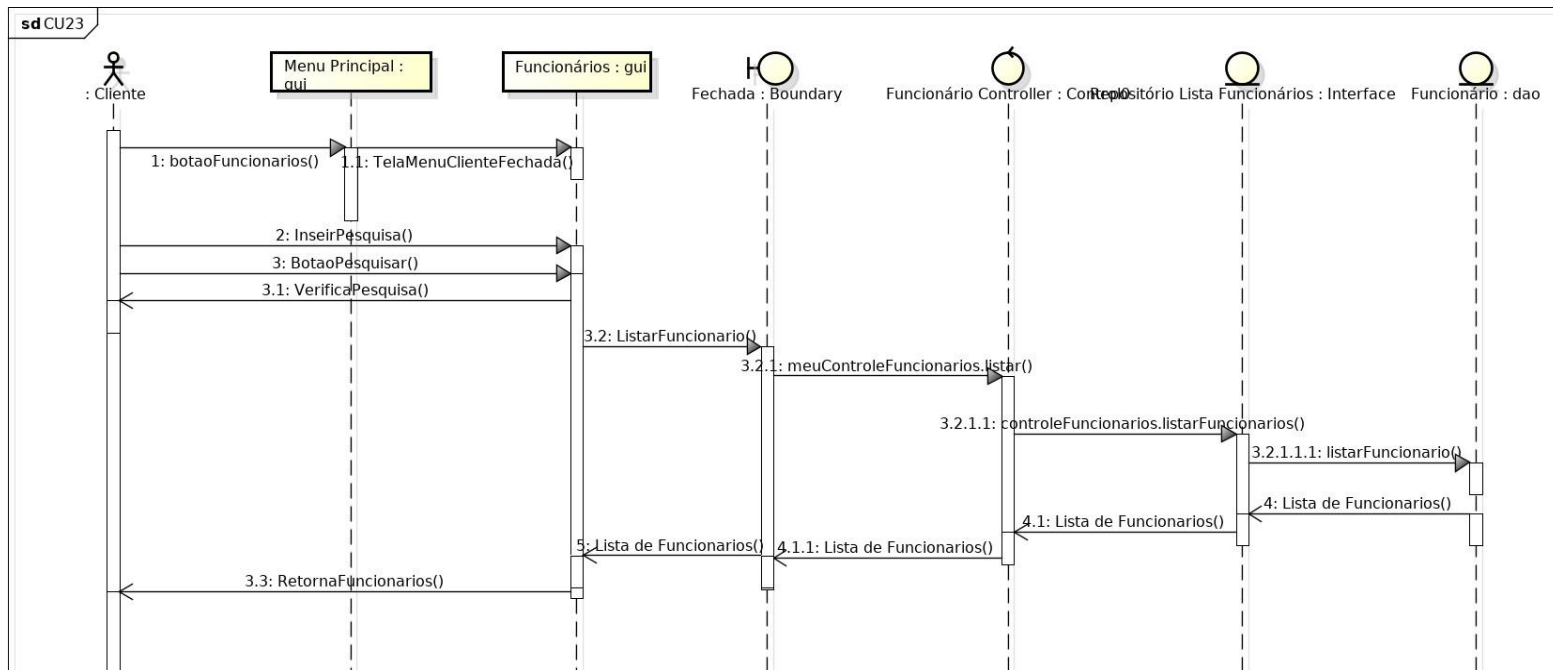 sd CU23
: Cliente
Menu Principal :
gui
Funcionários : gui
Fechada : Boundary
Funcionário Controller : Control
Repositório Lista Funcionários : Interface
Funcionário : dao
1: botaoFuncionarios()
1.1: TelaMenuClienteFechada()
2: InseirPesquisa()
3: BotaoPesquisar()
3.1: VerificaPesquisa()
3.2: ListarFuncionario()
3.2.1: meuControleFuncionarios.listar()
3.2.1.1: controleFuncionarios.listarFuncionarios()
3.2.1.1.1: listarFuncionario()
4: Lista de Funcionarios()
4.1: Lista de Funcionarios()
4.1.1: Lista de Funcionarios()
5: Lista de Funcionarios()
3.3: RetornaFuncionarios()